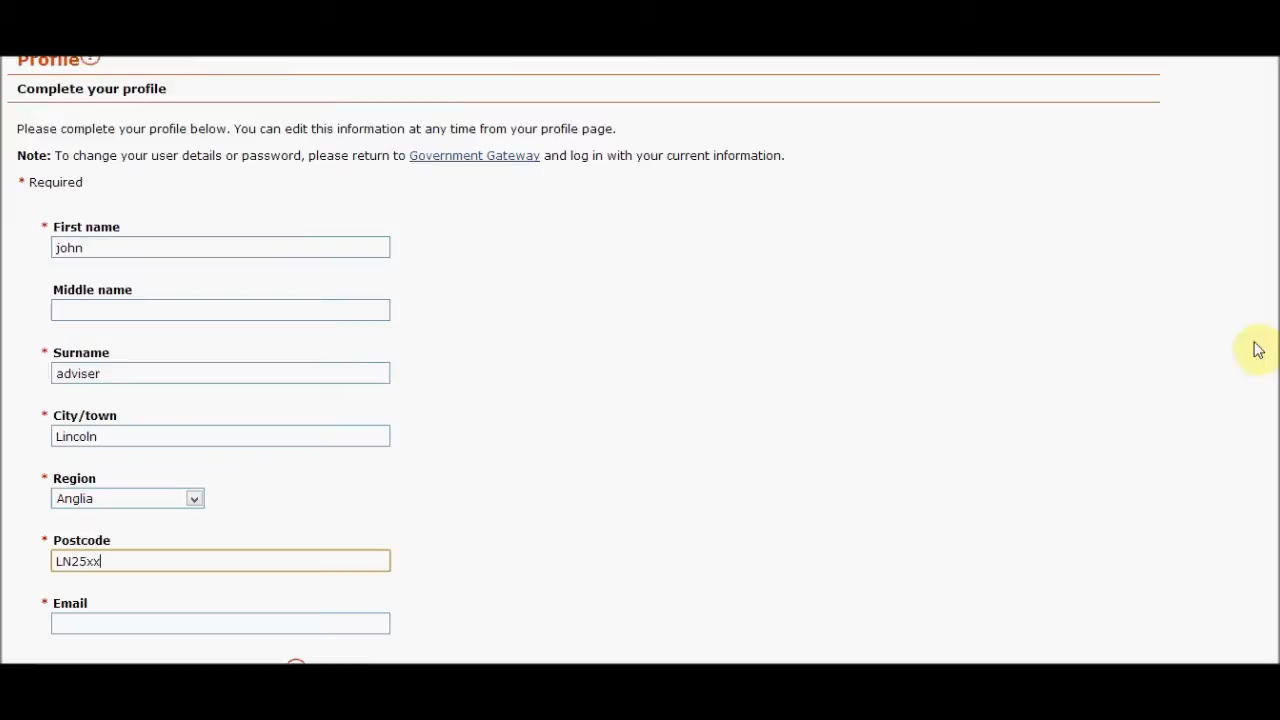 Profile
Complete your profile
Please complete your profile below. You can edit this information at any time from your profile page.
Note: To change your user details or password, please return to Government Gateway and log in with your current information.
* Required
* First name
john
Middle name
* Surname
adviser
* City/town
Lincoln
* Region
Anglia
* Postcode
LN25xx
* Email